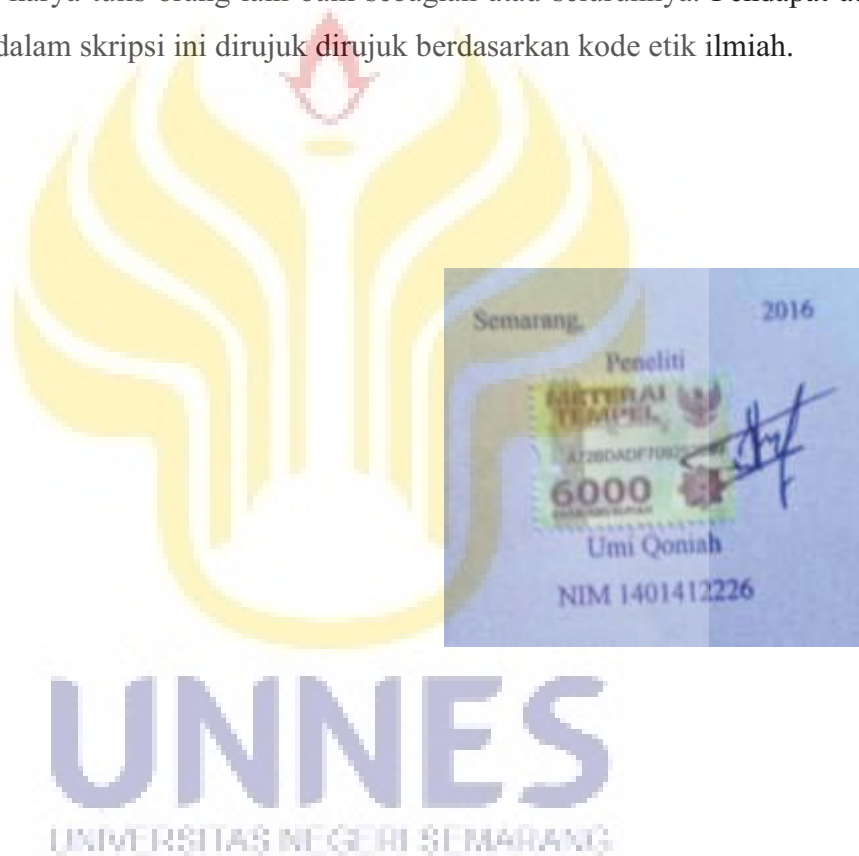 karya tulis orang lain baik sebagian atau seluruhnya. Pendapat a
dalam skripsi ini dirujuk dirujuk berdasarkan kode etik ilmiah.
Semarang, 2016
Peneliti
METERAI
TEMPEL
6000
Umi Qoniah
NIM 1401412226
UNNES
UNIVERSITAS NEGERI SEMARANG